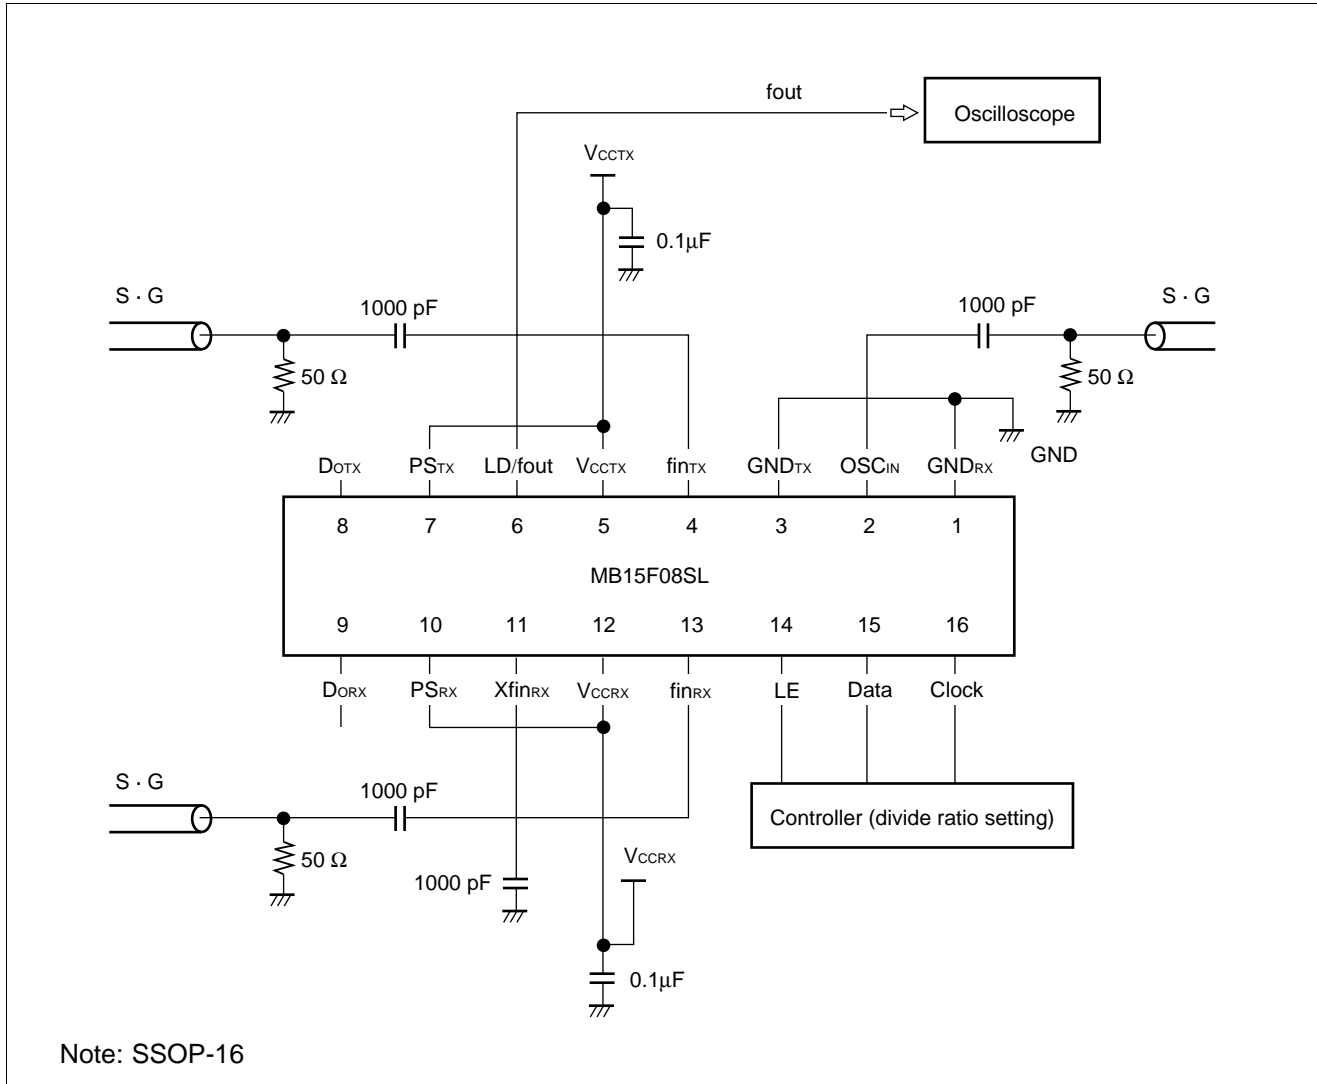 fout
Oscilloscope
VCCTX
0.1μF
S · G
1000 pF
1000 pF
S · G
50 Ω
50 Ω
GND
DOTX PSTX LD/fout VCCTX finTX GNDTX OSCIN GNDRX
8 7 6 5 4 3 2 1
MB15F08SL
9 10 11 12 13 14 15 16
DORX PSRX XfinRX VCCRX finRX LE Data Clock
S · G
1000 pF
Controller (divide ratio setting)
50 Ω
1000 pF
VCCRX
0.1μF
Note: SSOP-16